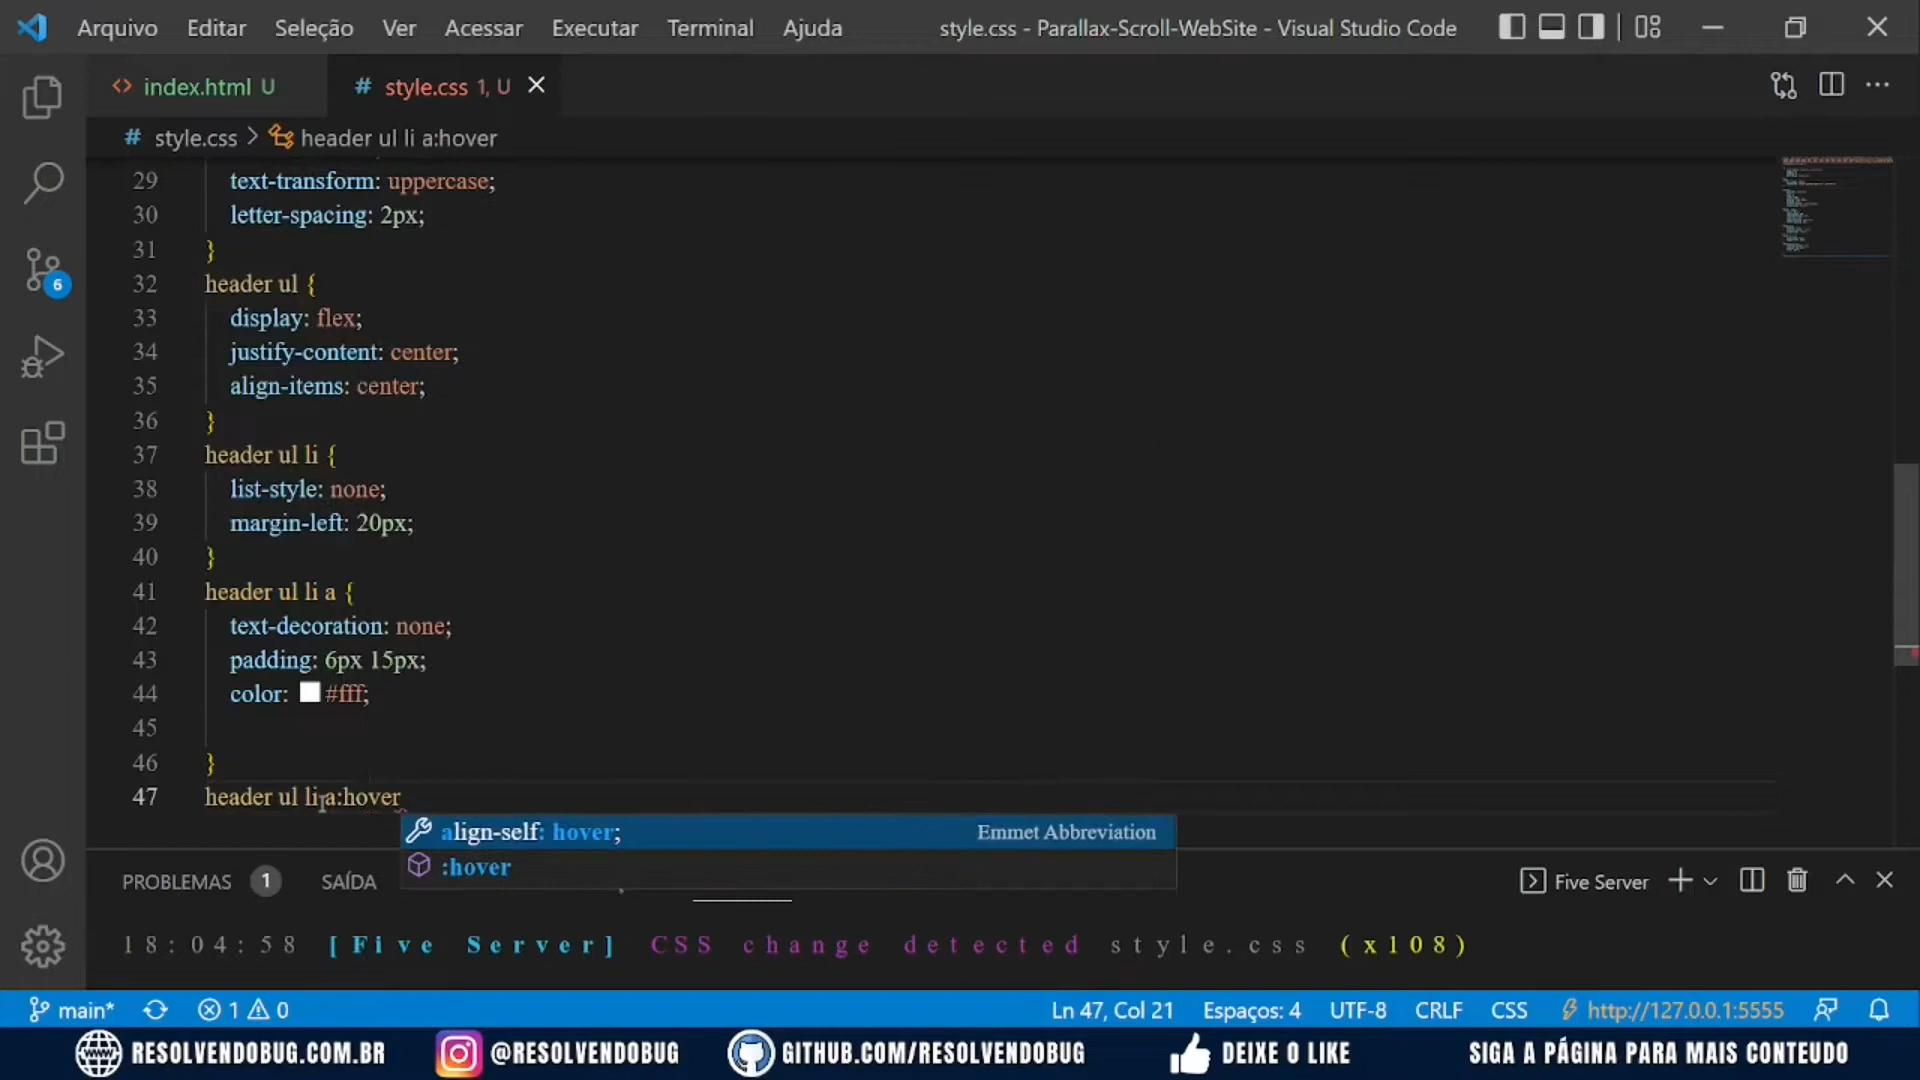 Arquivo Editar Seleção Ver Acessar Executar Terminal Ajuda style.css - Parallax-Scroll-WebSite - Visual Studio Code
index.html U # style.css 1, U
# style.css > header ul li a:hover
29 text-transform: uppercase;
30 letter-spacing: 2px;
31 }
32 header ul {
33 display: flex;
34 justify-content: center;
35 align-items: center;
36 }
37 header ul li {
38 list-style: none;
39 margin-left: 20px;
40 }
41 header ul li a {
42 text-decoration: none;
43 padding: 6px 15px;
44 color: #fff;
45
46 }
47 header ul li a:hover
align-self: hover; Emmet Abbreviation
:hover
6
PROBLEMAS 1 SAÍDA Five Server
18:04:58 [Five Server] CSS change detected style.css (x108)
main* 1 0 Ln 47, Col 21 Espaços: 4 UTF-8 CRLF CSS http://127.0.0.1:5555
RESOLVENDOBUG.COM.BR @RESOLVENDOBUG GITHUB.COM/RESOLVENDOBUG DEIXE O LIKE SIGA A PÁGINA PARA MAIS CONTEUDO